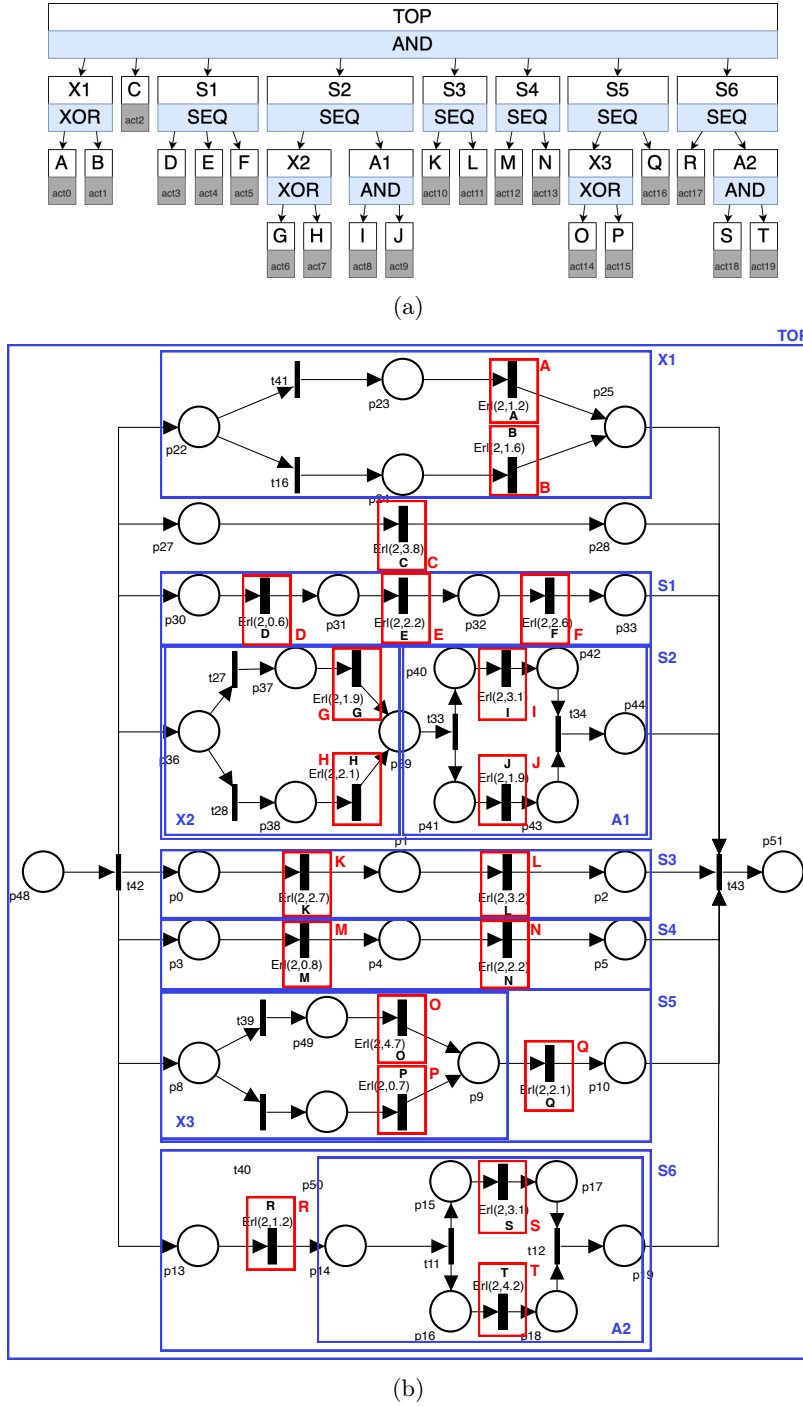 TOP
AND
X1 C S1 S2 S3 S4 S5 S6
XOR act2 SEQ SEQ SEQ SEQ SEQ SEQ
A B D E F X2 A1 K L M N X3 Q R A2
act0 act1 act3 act4 act5 XOR AND act10 act11 act12 act13 XOR act16 act17 AND
G H I J O P S T
act6 act7 act8 act9 act14 act15 act18 act19
(a)
TOP
X1
t41 p23 A p25
Erl(2,1.2)
A
p22
B
Erl(2,1.6)
t16 p24 B
p27 p28
Erl(2,3.8)
C C
S1
p30 p31 p32 p33
Erl(2,0.6) Erl(2,2.2) Erl(2,2.6)
D D E E F F
S2
t27 p37 p40 p42
Erl(2,1.9) Erl(2,3.1)
G G I I
p36 p39 t33 t34 p44
H H J J
Erl(2,2.1) Erl(2,1.9)
t28 p38 p41 p43
X2 A1
p1
S3
K L
p48 t42 p0 p2 t43 p51
Erl(2,2.7) Erl(2,3.2)
K L
S4
M N
p3 p4 p5
Erl(2,0.8) Erl(2,2.2)
M N
S5
t39 p49 O
Erl(2,4.7)
O
p8 p9 Q p10
P P
Erl(2,0.7) Erl(2,2.1)
Q
X3
t40 p50 S6
p15 p17
R R Erl(2,3.1)
Erl(2,1.2) S S
p13 p14 t11 t12 p19
T T
Erl(2,4.2)
p16 p18
A2
(b)